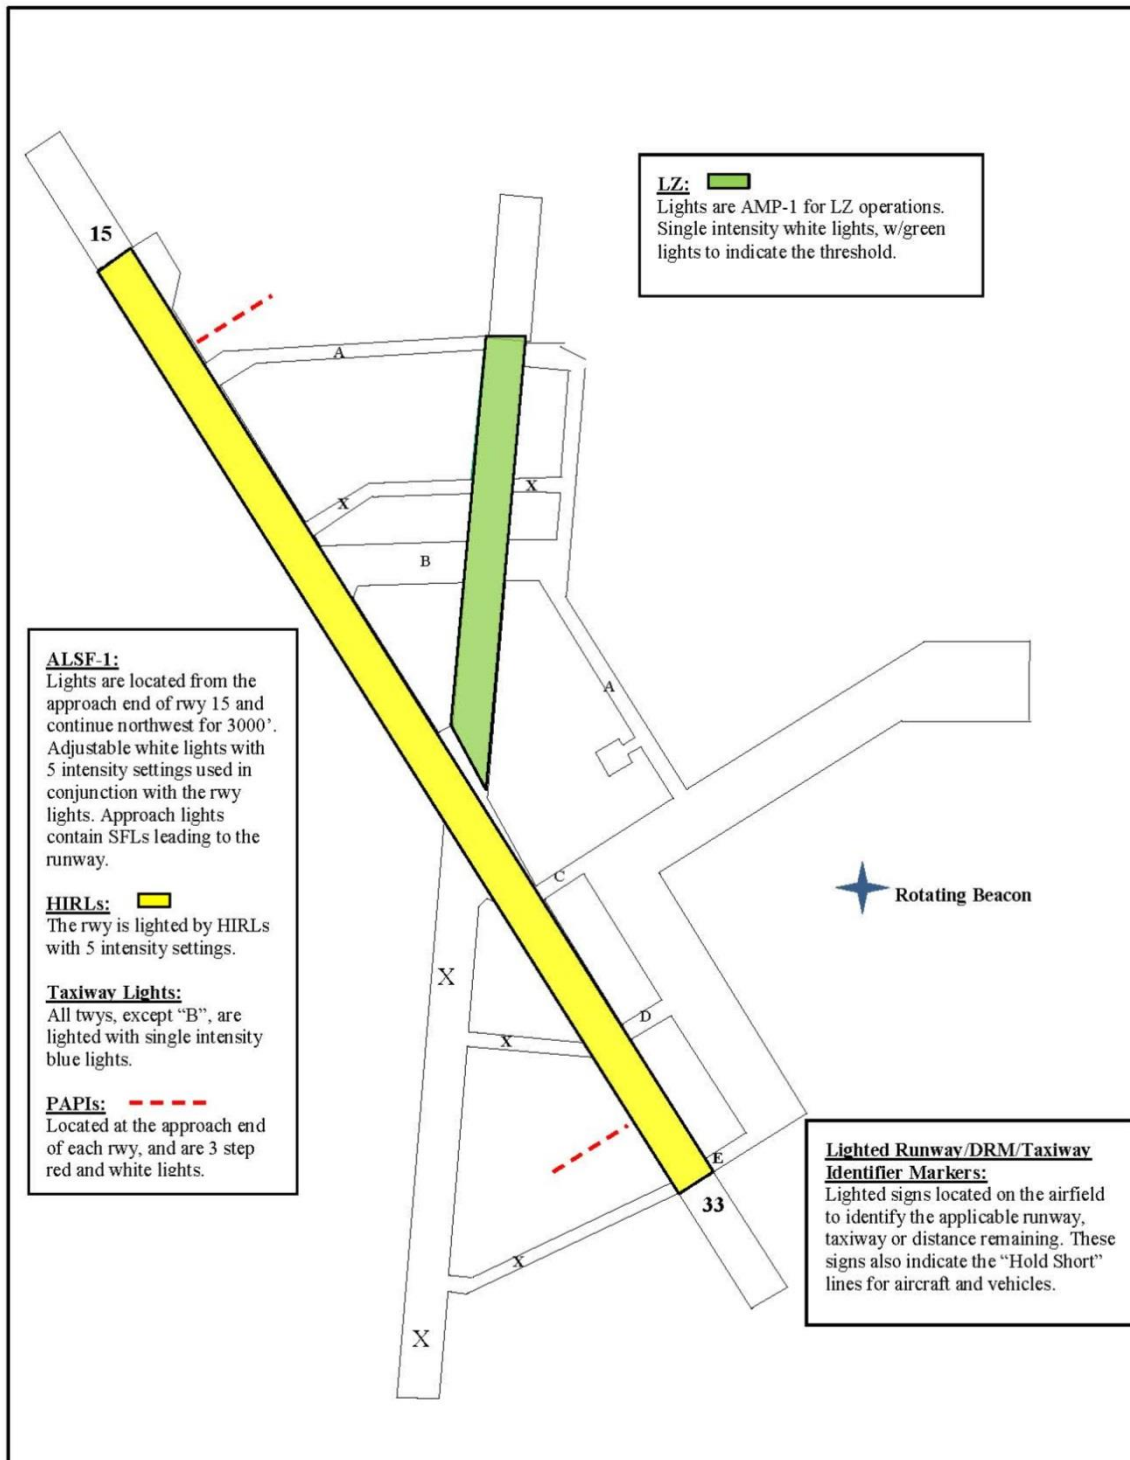 15
LZ:
Lights are AMP-1 for LZ operations.
Single intensity white lights, w/green
lights to indicate the threshold.
A
X
X
B
A
ALSF-1:
Lights are located from the
approach end of rwy 15 and
continue northwest for 3000’.
Adjustable white lights with
5 intensity settings used in
conjunction with the rwy
lights. Approach lights
contain SFLs leading to the
runway.
HIRLs:
The rwy is lighted by HIRLs
with 5 intensity settings.
Taxiway Lights:
All twys, except “B”, are
lighted with single intensity
blue lights.
PAPIs:
Located at the approach end
of each rwy, and are 3 step
red and white lights.
C
Rotating Beacon
X
D
X
E
33
X
X
Lighted Runway/DRM/Taxiway
Identifier Markers:
Lighted signs located on the airfield
to identify the applicable runway,
taxiway or distance remaining. These
signs also indicate the “Hold Short”
lines for aircraft and vehicles.